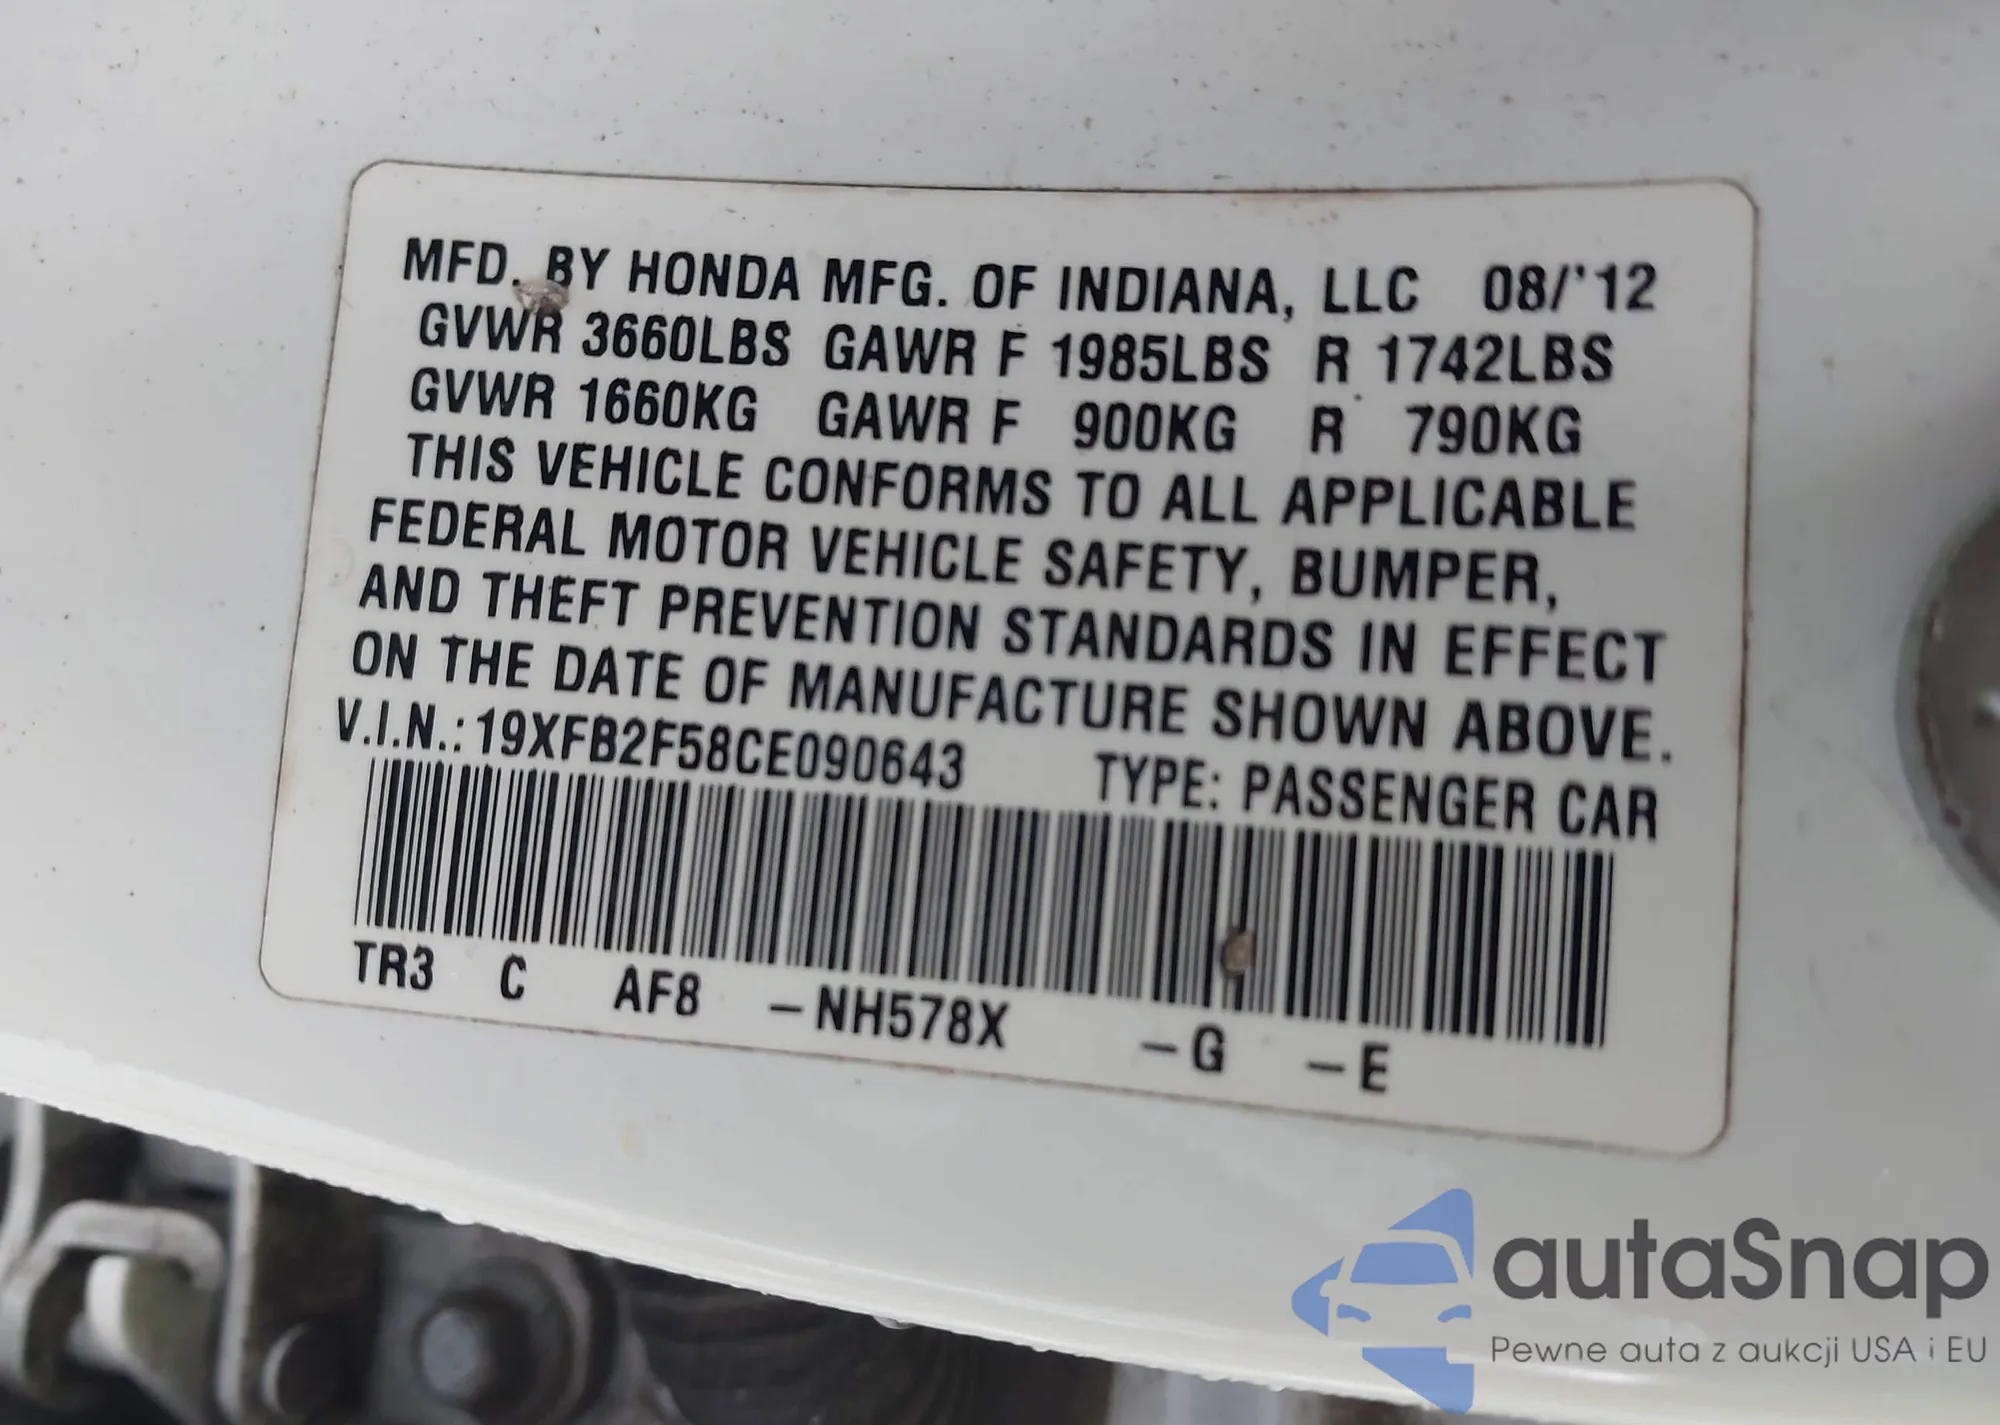 MFD. BY HONDA MFG. OF INDIANA, LLC 08/'12
GVWR 3660LBS GAWR F 1985LBS R 1742LBS
GVWR 1660KG GAWR F 900KG R 790KG
THIS VEHICLE CONFORMS TO ALL APPLICABLE
FEDERAL MOTOR VEHICLE SAFETY, BUMPER,
AND THEFT PREVENTION STANDARDS IN EFFECT
ON THE DATE OF MANUFACTURE SHOWN ABOVE.
V.I.N.: 19XFB2F58CE090643 TYPE: PASSENGER CAR
TR3 C AF8 -NH578X -G -E
autaSnap
Pewne auta z aukcji USA i EU